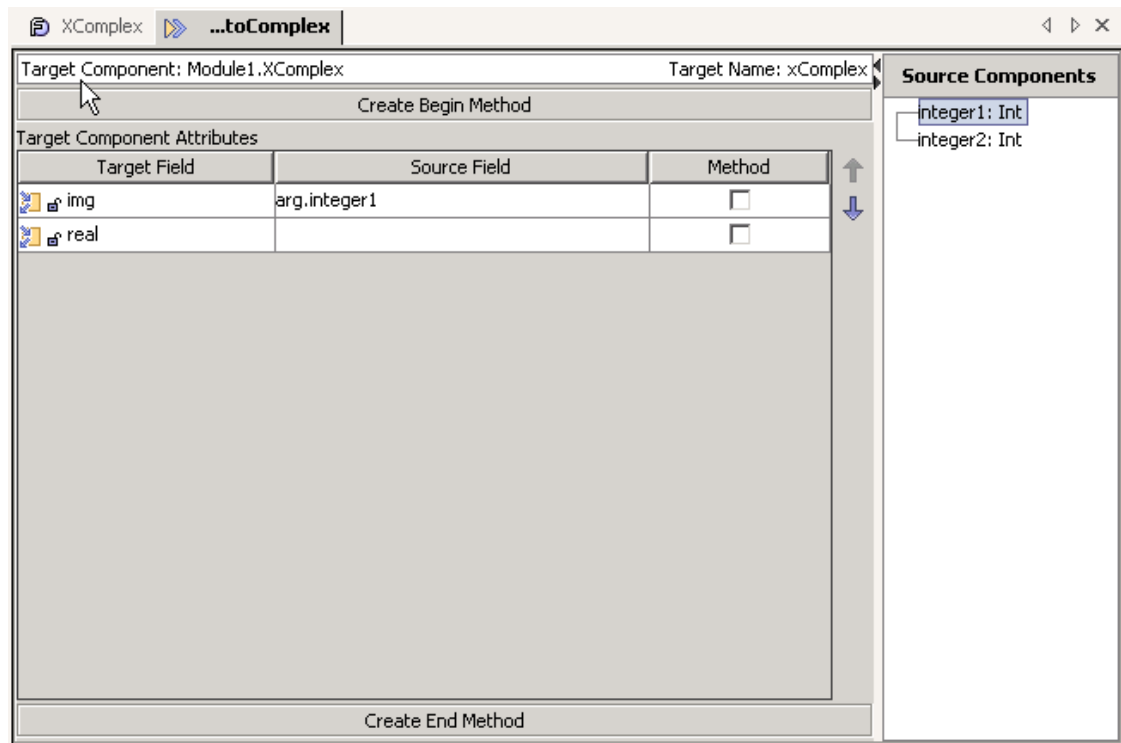 XComplex ...toComplex
Target Component: Module1.XComplex Target Name: xComplex
Create Begin Method
Target Component Attributes
Target Field Source Field Method
img arg.integer1
real
Create End Method
Source Components
integer1: Int
integer2: Int